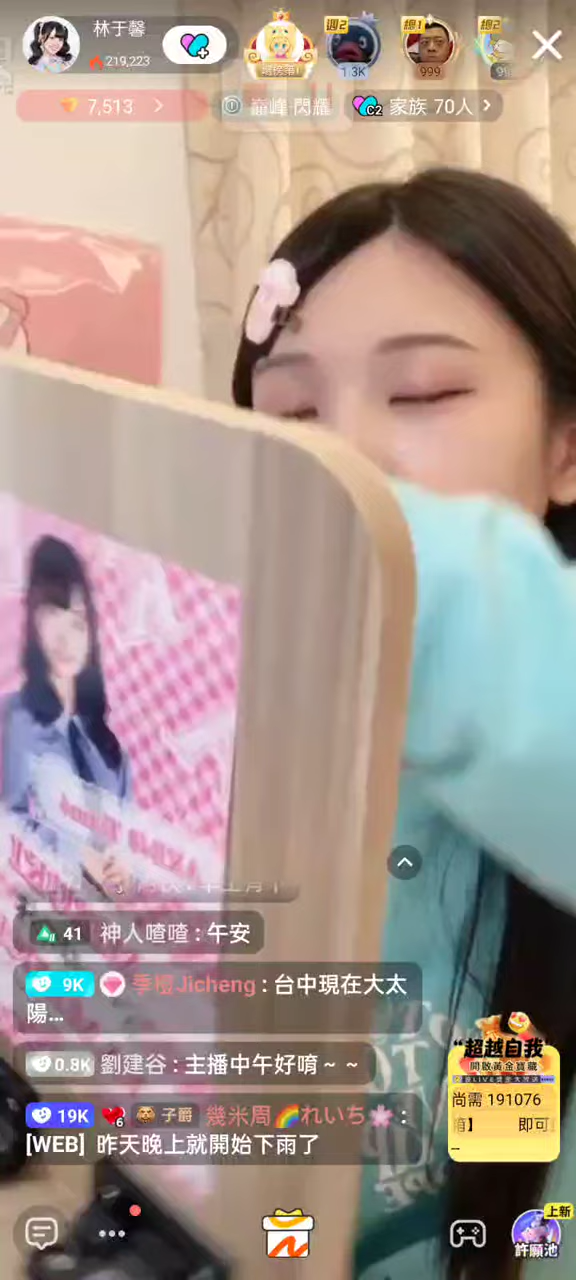 林于馨
219,223
週2
1.3K
總1
999
總2
7,513
巔峰 閃耀
C2 家族 70人
41 神人喳喳 : 午安
9K 季橙Jicheng : 台中現在大太
陽...
0.8K 劉建谷 : 主播中午好唷 ~ ~
19K 6 子爵 幾米周🌈れいち🌸 :
[WEB] 昨天晚上就開始下雨了
"超越自我
開啟黃金寶藏
尚需 191076
即可
上新
許願池